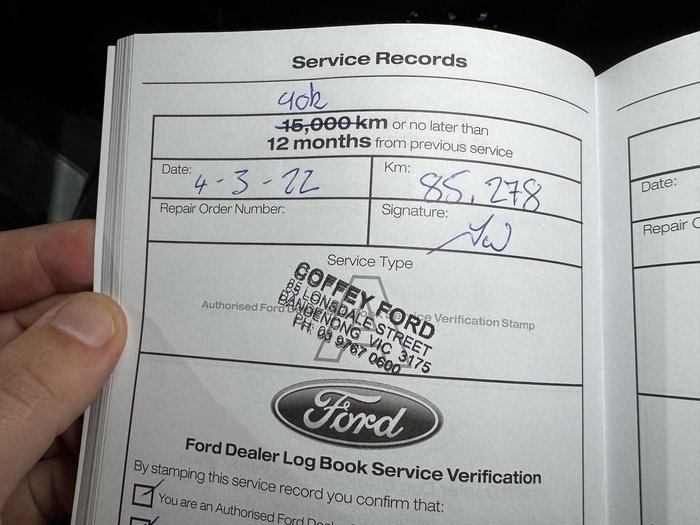 Service Records
90k
15,000 km or no later than
12 months from previous service
Date: 4-3-22
Km: 85,278
Repair Order Number:
Signature:
Service Type
Authorised Ford Service Verification Stamp
A
COFFEY FORD
85 LONSDALE STREET
DANDENONG VIC 3175
PH: 03 9767 0600
Ford
Ford Dealer Log Book Service Verification
By stamping this service record you confirm that:
You are an Authorised Ford
Date:
Repair